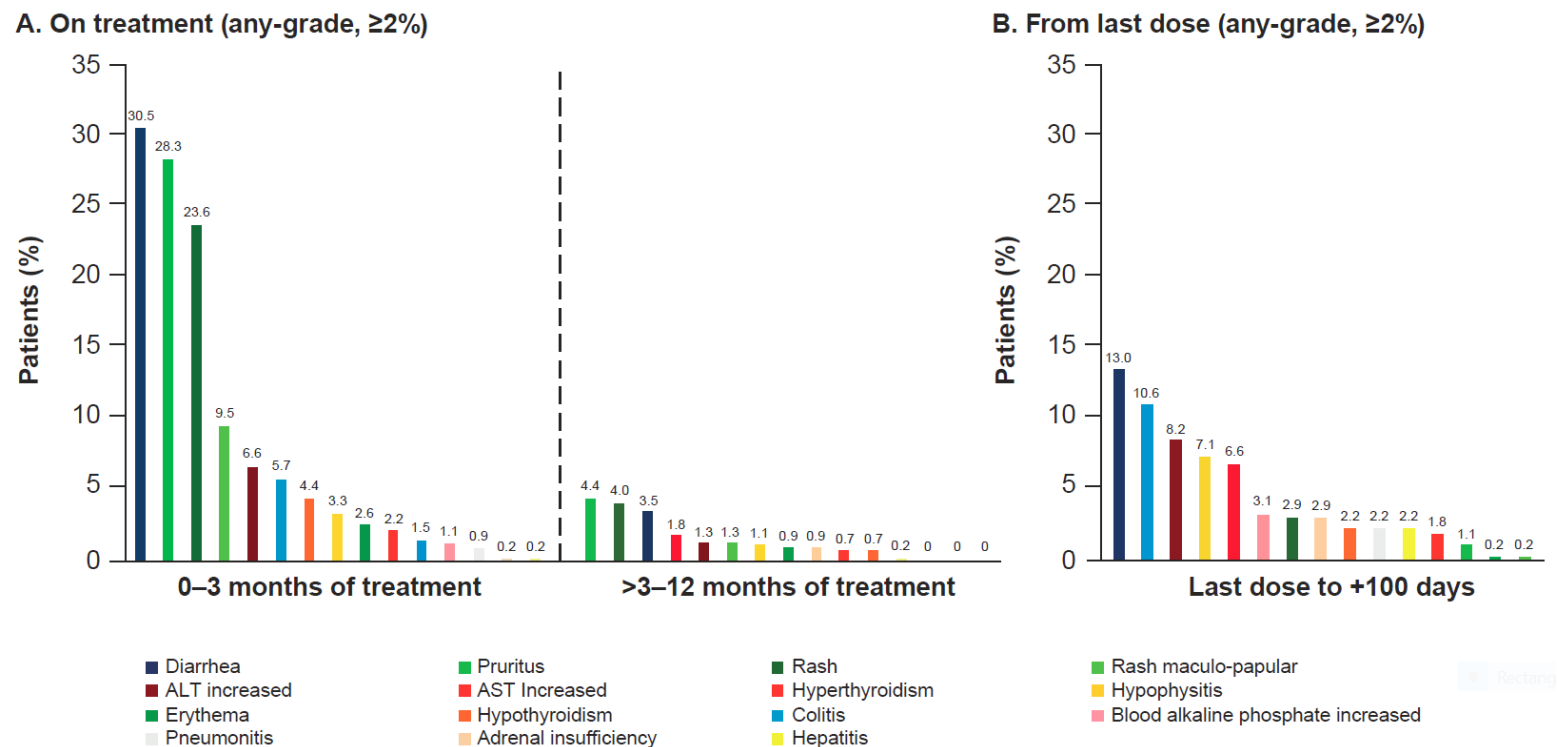 A. On treatment (any-grade, ≥2%)
35
30
25
20
15
10
5
0
Patients (%)
30.5
28.3
23.6
9.5
6.6
5.7
4.4
3.3
2.6
2.2
1.5
1.1
0.9
0.2
0.2
0–3 months of treatment
4.4
4.0
3.5
1.8
1.3
1.3
1.1
0.9
0.9
0.7
0.7
0.2
0
0
0
>3–12 months of treatment
B. From last dose (any-grade, ≥2%)
35
30
25
20
15
10
5
0
Patients (%)
13.0
10.6
8.2
7.1
6.6
3.1
2.9
2.9
2.2
2.2
2.2
1.8
1.1
0.2
0.2
Last dose to +100 days
Diarrhea
Pruritus
Rash
Rash maculo-papular
ALT increased
AST Increased
Hyperthyroidism
Hypophysitis
Erythema
Hypothyroidism
Colitis
Blood alkaline phosphate increased
Pneumonitis
Adrenal insufficiency
Hepatitis
Rectang